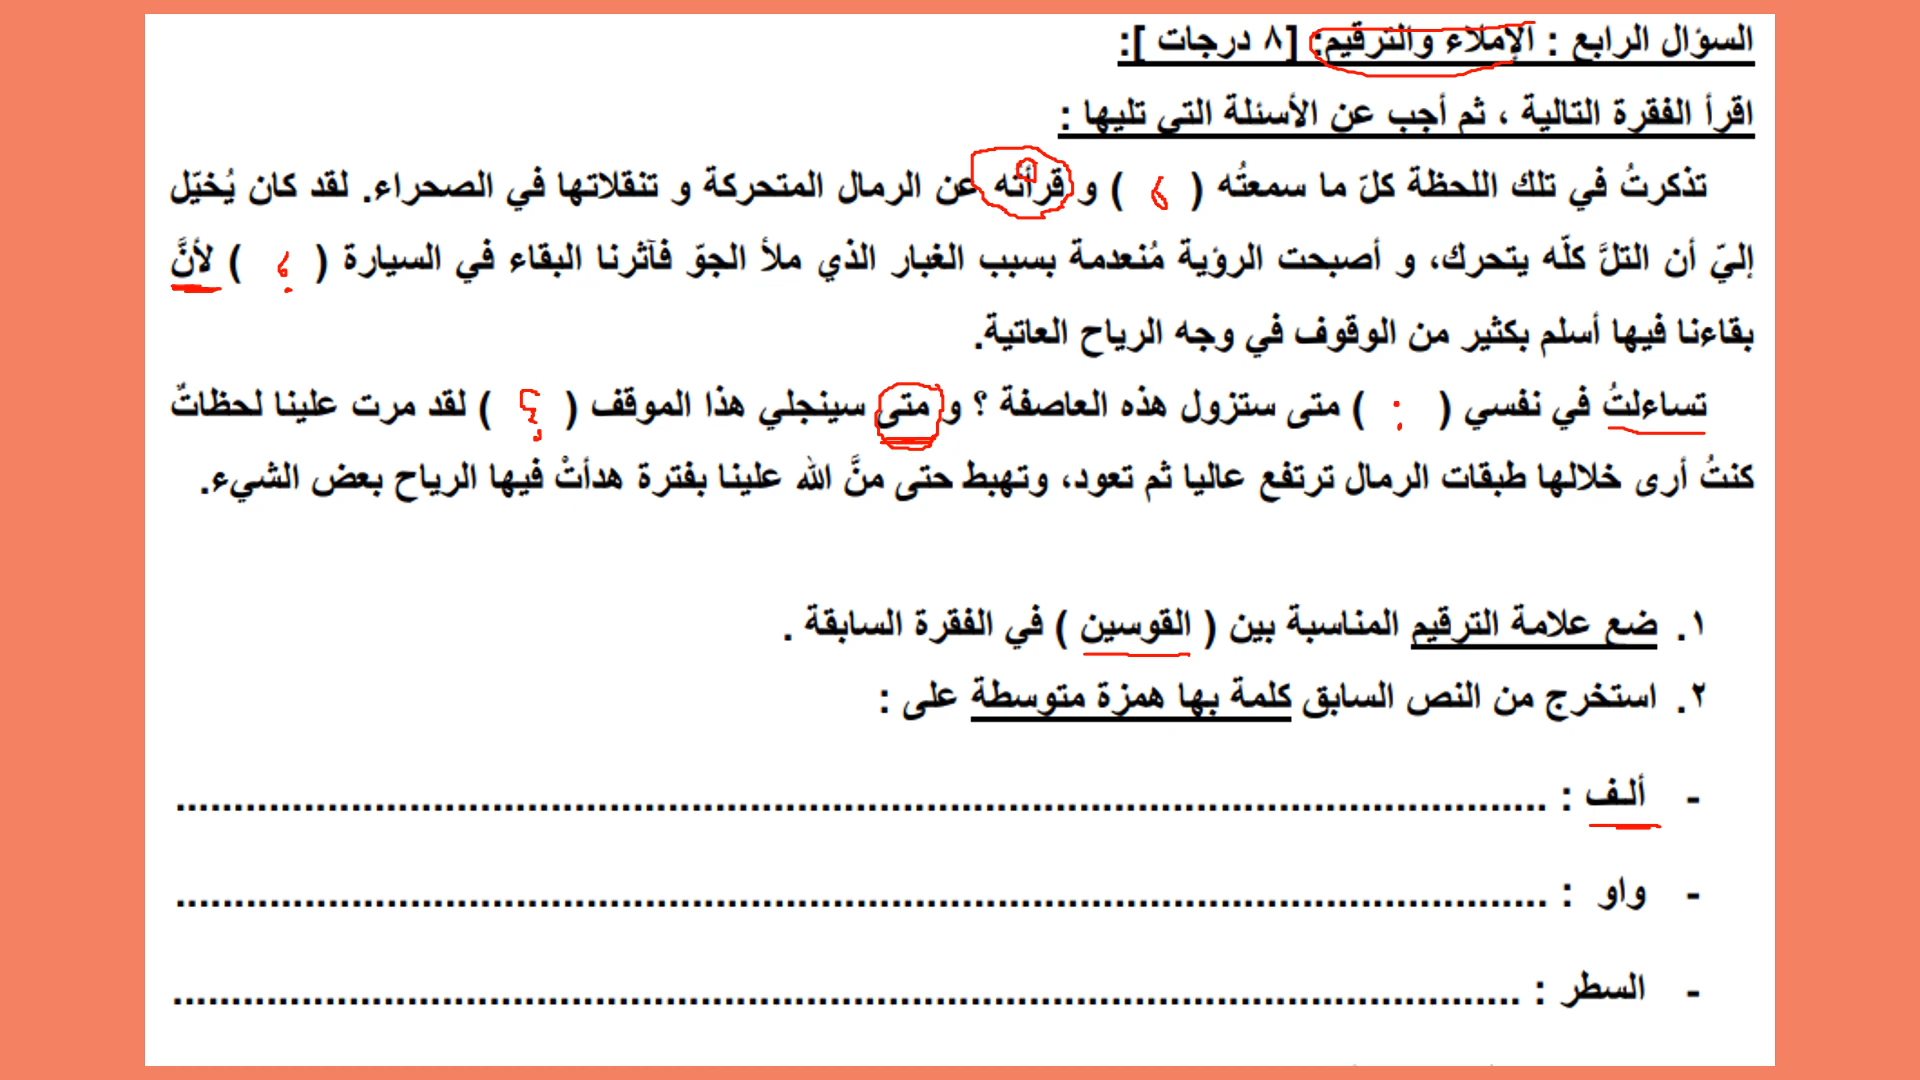 السؤال الرابع : الإملاء والترقيم: [٨ درجات ]:
اقرأ الفقرة التالية ، ثم أجب عن الأسئلة التي تليها :
تذكرتُ في تلك اللحظة كلّ ما سمعتُه ( ، ) و قرأته عن الرمال المتحركة و تنقلاتها في الصحراء. لقد كان يُخيّل
إليّ أن التلَّ كلّه يتحرك، و أصبحت الرؤية مُنعدمة بسبب الغبار الذي ملأ الجوّ فآثرنا البقاء في السيارة ( ؛ ) لأنَّ
بقاءنا فيها أسلم بكثير من الوقوف في وجه الرياح العاتية.
تساءلتُ في نفسي ( : ) متى ستزول هذه العاصفة ؟ و متى سينجلي هذا الموقف ( ؟ ) لقد مرت علينا لحظاتٌ
كنتُ أرى خلالها طبقات الرمال ترتفع عاليا ثم تعود، وتهبط حتى منَّ الله علينا بفترة هدأتْ فيها الرياح بعض الشيء.
١. ضع علامة الترقيم المناسبة بين ( القوسين ) في الفقرة السابقة .
٢. استخرج من النص السابق كلمة بها همزة متوسطة على :
- ألـف : ........................................................................
- واو : ........................................................................
- السطر : ........................................................................